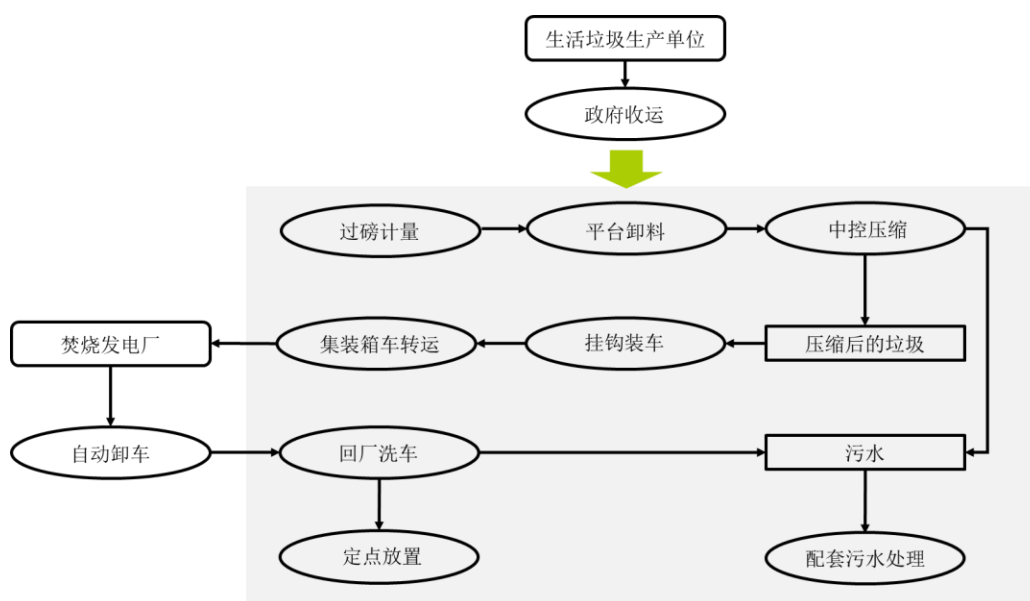 生活垃圾生产单位
政府收运
过磅计量
平台卸料
中控压缩
焚烧发电厂
集装箱车转运
挂钩装车
压缩后的垃圾
自动卸车
回厂洗车
污水
定点放置
配套污水处理